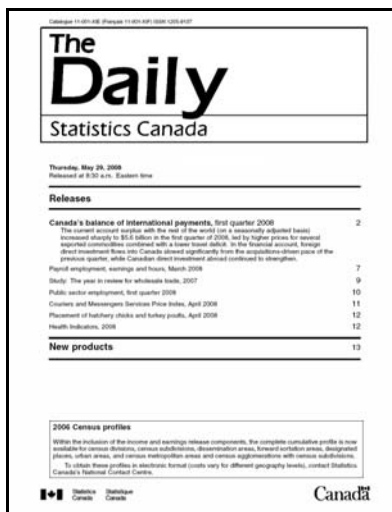 Catalogue 11-001-XIE (Français 11-001-XIF) ISSN 1205-9137
The
Daily
Statistics Canada
Thursday, May 29, 2008
Released at 8:30 a.m. Eastern time
Releases
Canada's balance of international payments, first quarter 2008 2
The current account surplus with the rest of the world (on a seasonally adjusted basis)
increased sharply to $5.6 billion in the first quarter of 2008, led by higher prices for several
exported commodities combined with a lower travel deficit. In the financial account, foreign
direct investment flows into Canada slowed significantly from the acquisitions-driven pace of the
previous quarter, while Canadian direct investment abroad continued to strengthen.
Payroll employment, earnings and hours, March 2008 7
Study: The year in review for wholesale trade, 2007 9
Public sector employment, first quarter 2008 10
Couriers and Messengers Services Price Index, April 2008 11
Placement of hatchery chicks and turkey poults, April 2008 12
Health Indicators, 2008 12
New products 13
2006 Census profiles
Within the inclusion of the income and earnings release components, the complete cumulative profile is now
available for census divisions, census subdivisions, dissemination areas, forward sortation areas, designated
places, urban areas, and census metropolitan areas and census agglomerations with census subdivisions.
To obtain these profiles in electronic format (costs vary for different geography levels), contact Statistics
Canada's National Contact Centre.
Statistics Statistique
Canada Canada
Canada